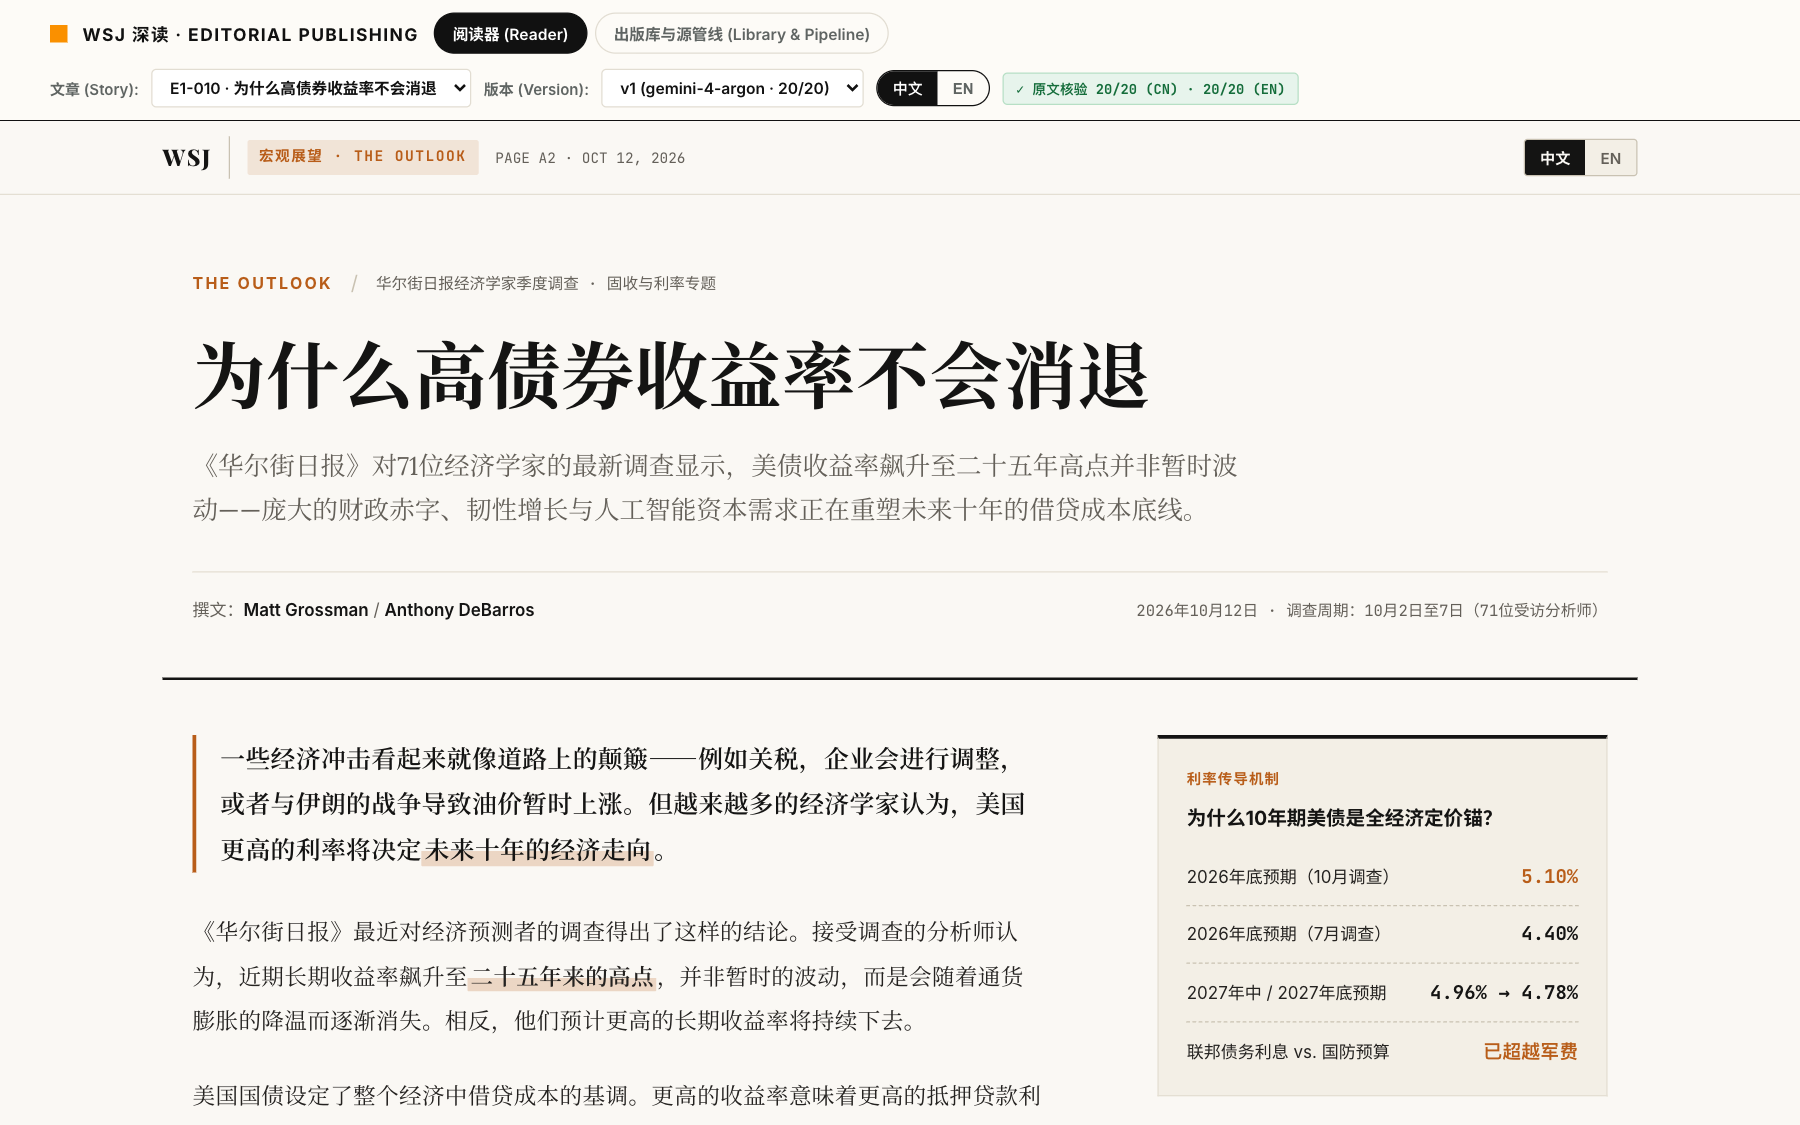 WSJ 深读 · EDITORIAL PUBLISHING
阅读器 (Reader)
出版库与源管线 (Library & Pipeline)
文章 (Story):
E1-010 · 为什么高债券收益率不会消退
版本 (Version):
v1 (gemini-4-argon · 20/20)
中文
EN
✓ 原文核验 20/20 (CN) · 20/20 (EN)
WSJ
宏观展望 · THE OUTLOOK
PAGE A2 · OCT 12, 2026
中文
EN
THE OUTLOOK / 华尔街日报经济学家季度调查 · 固收与利率专题
为什么高债券收益率不会消退
《华尔街日报》对71位经济学家的最新调查显示，美债收益率飙升至二十五年高点并非暂时波
动——庞大的财政赤字、韧性增长与人工智能资本需求正在重塑未来十年的借贷成本底线。
撰文：Matt Grossman / Anthony DeBarros
2026年10月12日 · 调查周期：10月2日至7日（71位受访分析师）
一些经济冲击看起来就像道路上的颠簸——例如关税，企业会进行调整，
或者与伊朗的战争导致油价暂时上涨。但越来越多的经济学家认为，美国
更高的利率将决定未来十年的经济走向。
《华尔街日报》最近对经济预测者的调查得出了这样的结论。接受调查的分析师认
为，近期长期收益率飙升至二十五年来的高点，并非暂时的波动，而是会随着通货
膨胀的降温而逐渐消失。相反，他们预计更高的长期收益率将持续下去。
美国国债设定了整个经济中借贷成本的基调。更高的收益率意味着更高的抵押贷款利
利率传导机制
为什么10年期美债是全经济定价锚？
2026年底预期（10月调查） 5.10%
2026年底预期（7月调查） 4.40%
2027年中 / 2027年底预期 4.96% → 4.78%
联邦债务利息 vs. 国防预算 已超越军费